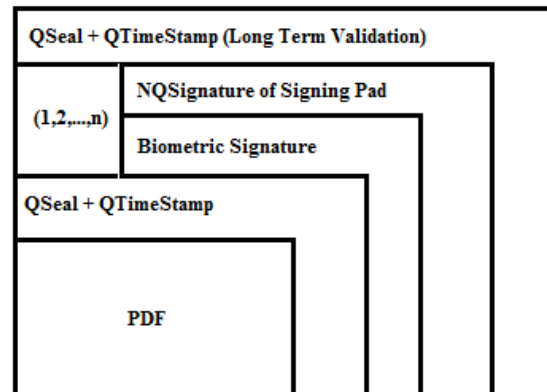 QSeal + QTimeStamp (Long Term Validation)
NQSignature of Signing Pad
(1,2,...,n)
Biometric Signature
QSeal + QTimeStamp
PDF